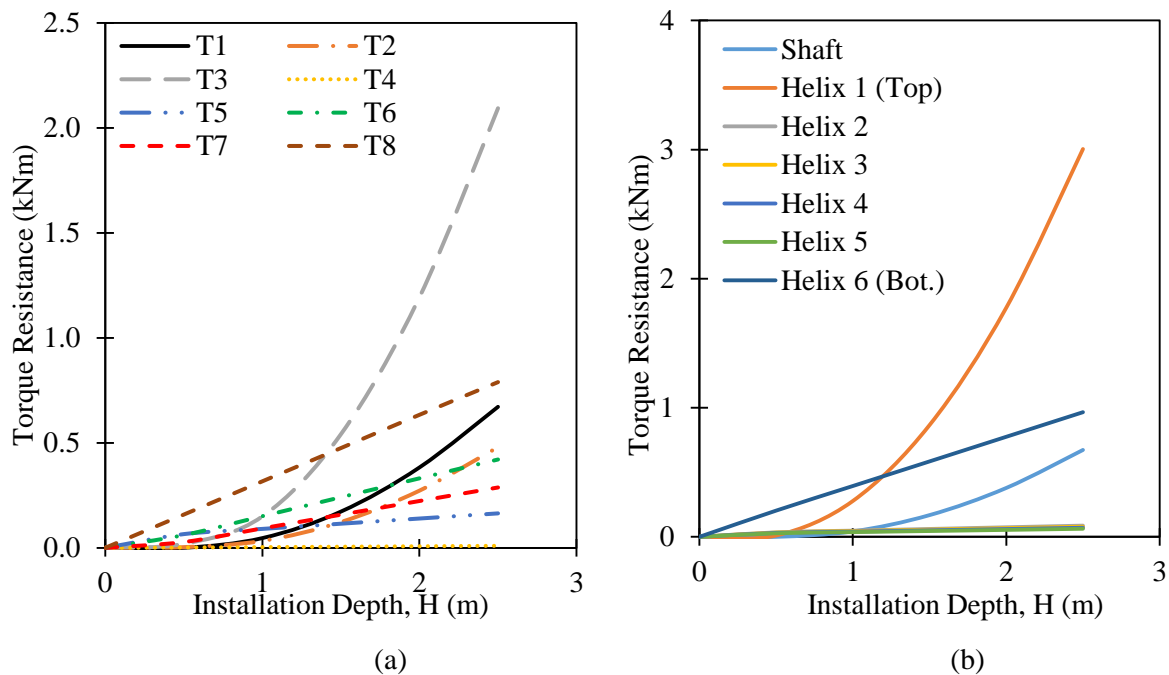 2.5
2.0
1.5
1.0
0.5
0.0
Torque Resistance (kNm)
T1 T2
T3 T4
T5 T6
T7 T8
0 1 2 3
Installation Depth, H (m)
(a)
4
3
2
1
0
Torque Resistance (kNm)
Shaft
Helix 1 (Top)
Helix 2
Helix 3
Helix 4
Helix 5
Helix 6 (Bot.)
0 1 2 3
Installation Depth, H (m)
(b)